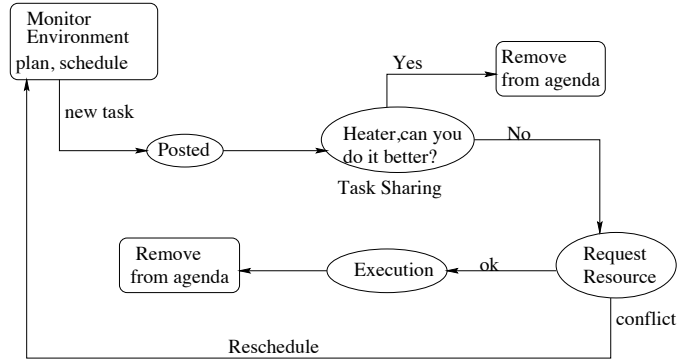 Monitor
Environment
plan, schedule
new task
Posted
Yes
Remove
from agenda
Heater,can you
do it better?
Task Sharing
No
Request
Resource
ok
Execution
Remove
from agenda
conflict
Reschedule